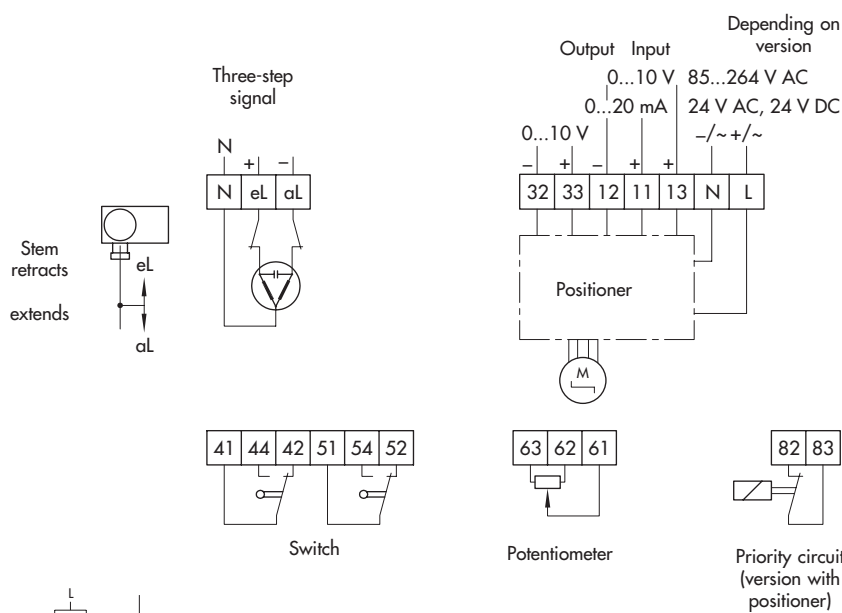 Depending on
version
Output Input
0...10 V 85...264 V AC
0...20 mA 24 V AC, 24 V DC
0...10 V –/~ +/~
– + – + +
32 33 12 11 13 N L
Positioner
M
Three-step
signal
N
+ –
N eL aL
Stem
retracts
eL
extends
aL
41 44 42 51 54 52
Switch
63 62 61
Potentiometer
82 83
Priority circuit
(version with
positioner)
L